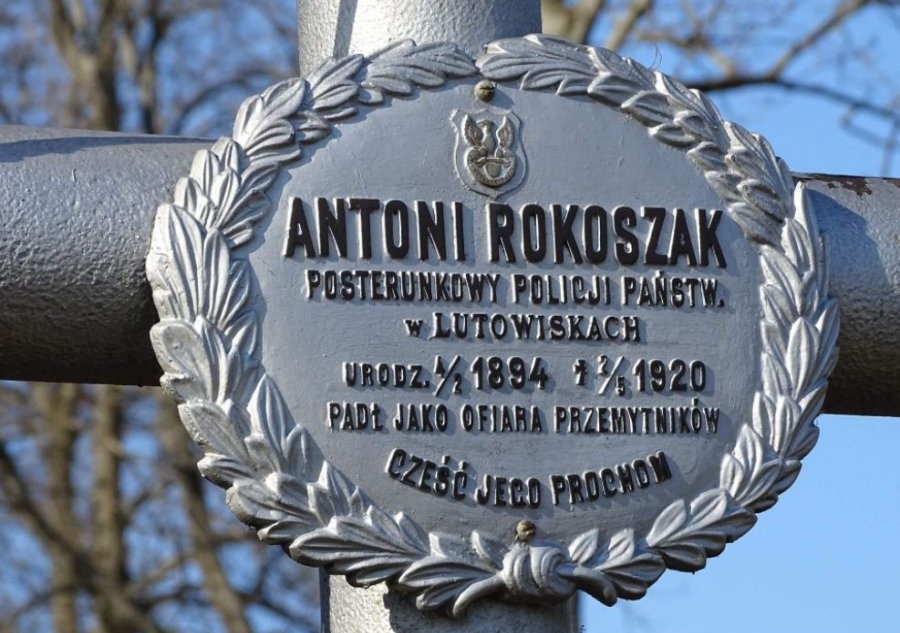 ANTONI ROKOSZAK
POSTERUNKOWY POLICJI PAŃSTW.
w LUTOWISKACH
URODZ. 4/2 1894 † 2/5 1920
PADŁ JAKO OFIARA PRZEMYTNIKÓW
CZEŚĆ JEGO PROCHOM